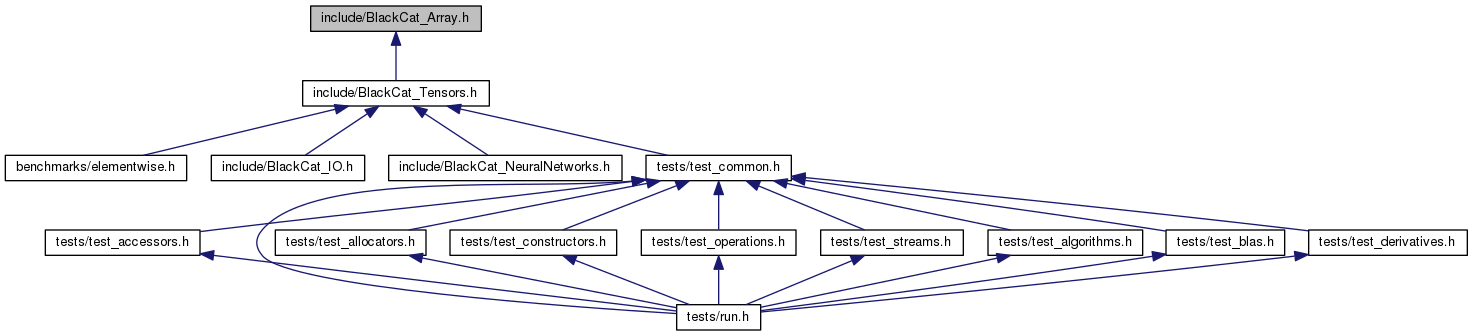 include/BlackCat_Array.h
include/BlackCat_Tensors.h
benchmarks/elementwise.h
include/BlackCat_IO.h
include/BlackCat_NeuralNetworks.h
tests/test_common.h
tests/test_accessors.h
tests/test_allocators.h
tests/test_constructors.h
tests/test_operations.h
tests/test_streams.h
tests/test_algorithms.h
tests/test_blas.h
tests/test_derivatives.h
tests/run.h